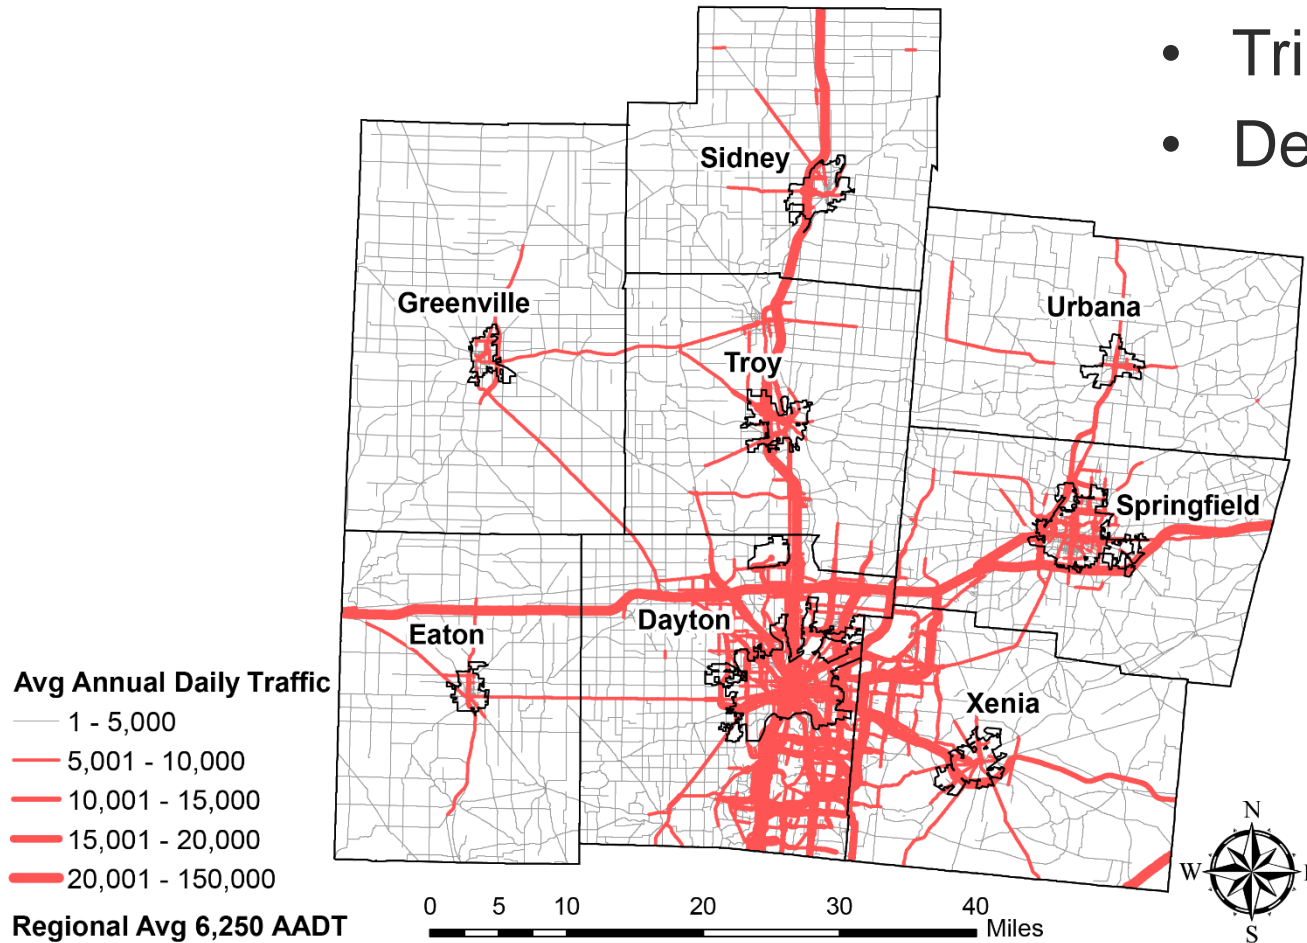 • Tri
• De
Sidney
Greenville
Urbana
Troy
Springfield
Dayton
Eaton
Xenia
Avg Annual Daily Traffic
1 - 5,000
5,001 - 10,000
10,001 - 15,000
15,001 - 20,000
20,001 - 150,000
Regional Avg 6,250 AADT
0 5 10 20 30 40 Miles
N
W
S